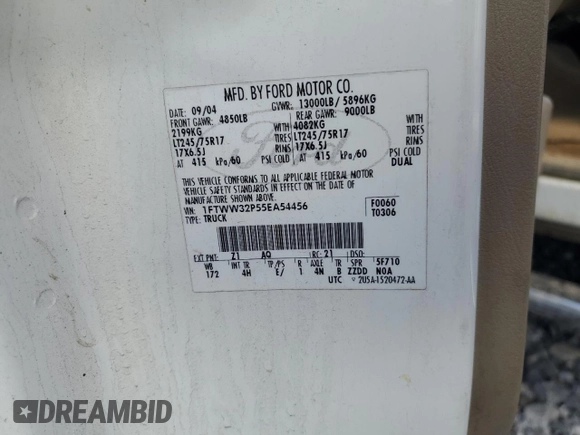 MFD. BY FORD MOTOR CO.
DATE: 09/04 GVWR: 13000LB/ 5896KG
FRONT GAWR: 4850LB REAR GAWR: 9000LB
2199KG WITH 4082KG WITH
LT245/75R17 TIRES LT245/75R17 TIRES
17X6.5J RIMS 17X6.5J RIMS
AT 415 kPa/60 PSI COLD AT 415 kPa/60 PSI COLD
DUAL
Ford
THIS VEHICLE CONFORMS TO ALL APPLICABLE FEDERAL MOTOR
VEHICLE SAFETY STANDARDS IN EFFECT ON THE DATE OF
MANUFACTURE SHOWN ABOVE.
VIN: 1FTWW32P55EA54456 F0060
TYPE: TRUCK T0306
EXT PNT: Z1 AQ RC: 21 DSO:
WB INT TR TP/PS R AXLE TR SPR 5F710
172 4H E/ 1 4N B ZZDD N0A
UTC 2U5A-1520472-AA
DREAMBID